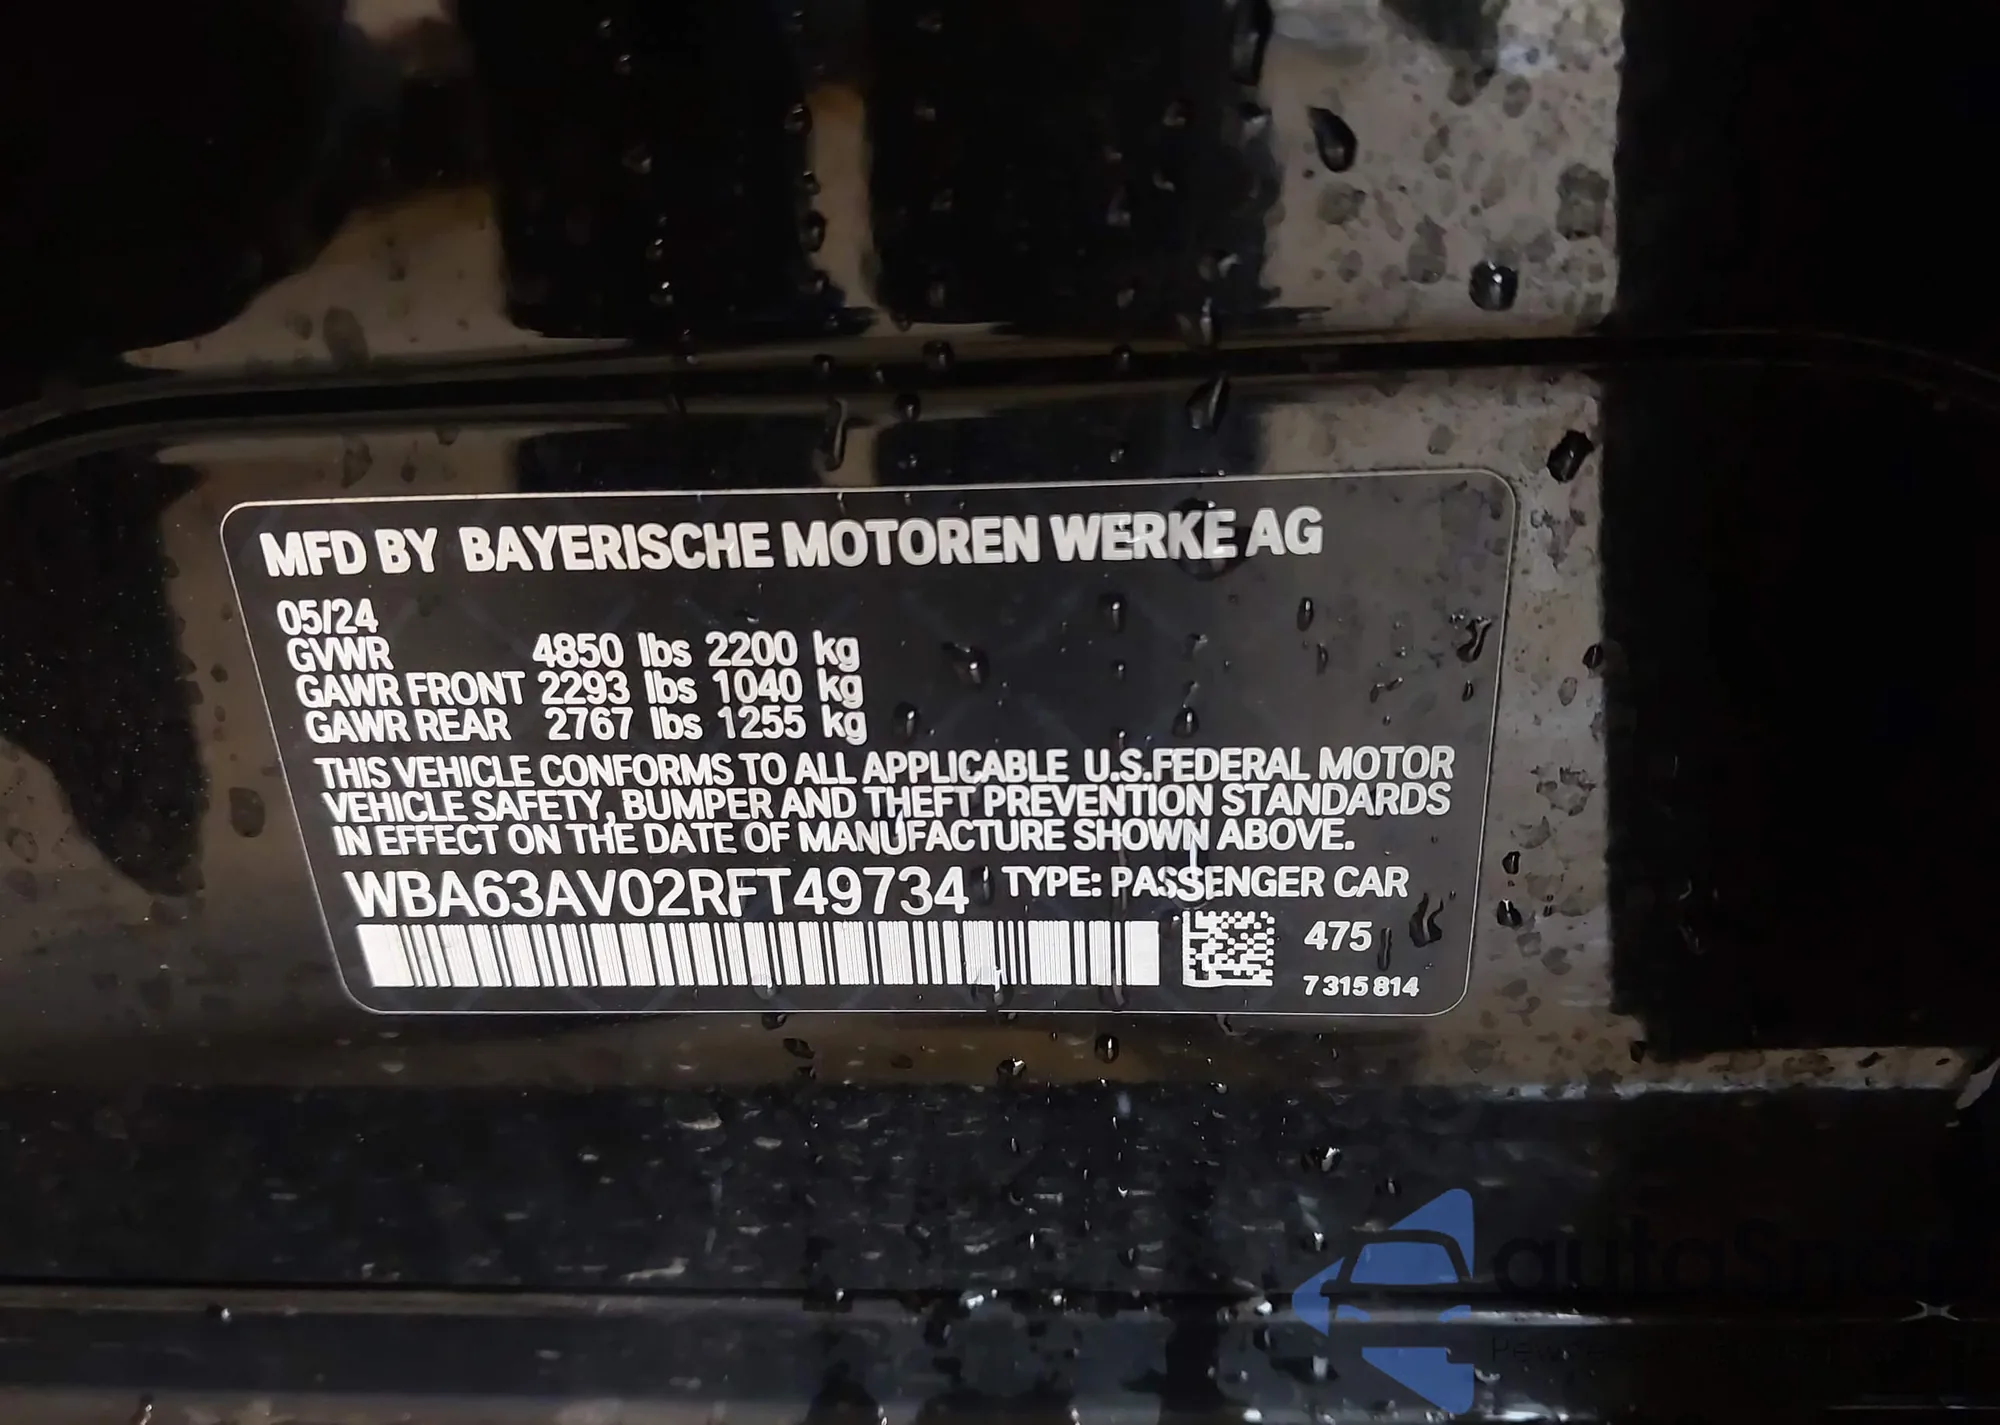 MFD BY BAYERISCHE MOTOREN WERKE AG
05/24
GVWR 4850 lbs 2200 kg
GAWR FRONT 2293 lbs 1040 kg
GAWR REAR 2767 lbs 1255 kg
THIS VEHICLE CONFORMS TO ALL APPLICABLE U.S.FEDERAL MOTOR
VEHICLE SAFETY, BUMPER AND THEFT PREVENTION STANDARDS
IN EFFECT ON THE DATE OF MANUFACTURE SHOWN ABOVE.
WBA63AV02RFT49734 TYPE: PASSENGER CAR
475
7 315 814